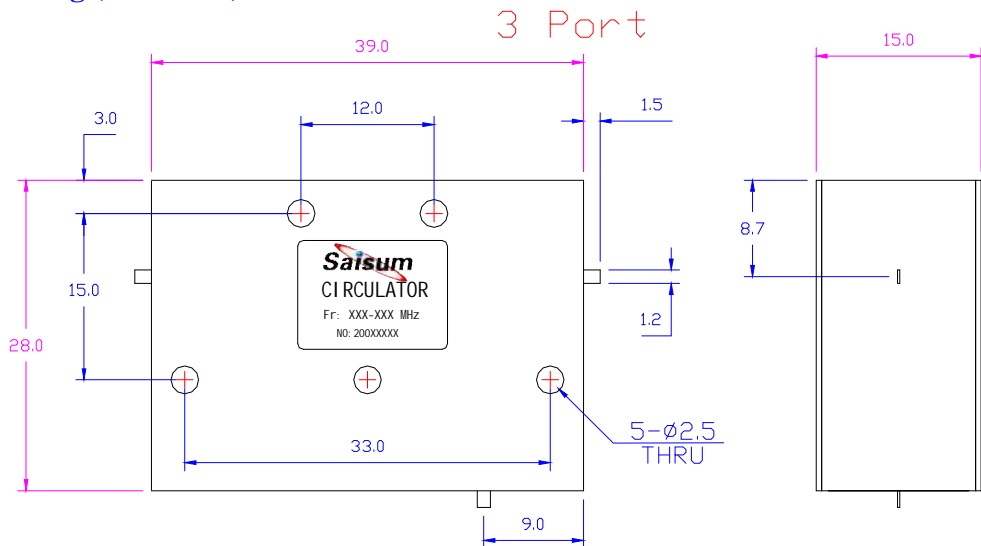 3 Port
39.0
15.0
12.0
1.5
3.0
8.7
15.0
28.0
1.2
Saisum
CIRCULATOR
Fr: XXX-XXX MHz
NO:200XXXXX
33.0
5-ø2.5
THRU
9.0